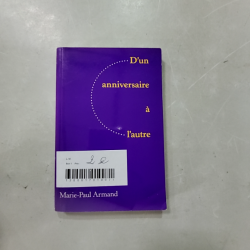 D'un
anniversaire
à
l'autre
Marie-Paul Armand